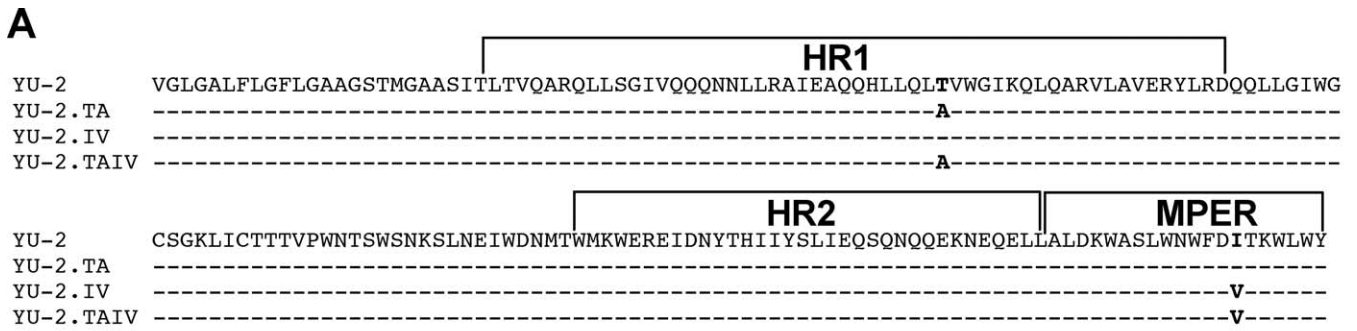 A
HR1
YU-2 VGLGALFLGFLGAAGSTMGAASITLTVQARQLLSGIVQQQNNLLRAIEAQQHLLQLTVWGIKQLQARVLAVERYLRDQQLLGIWG
YU-2.TA --------------------------------------------------------A----------------------------
YU-2.IV -------------------------------------------------------------------------------------
YU-2.TAIV --------------------------------------------------------A----------------------------
HR2 MPER
YU-2 CSGKLICTTTVPWNTSWSNKSLNEIWDNMTWMKWEREIDNYTHIIYSLIEQSQNQQEKNEQELLALDKWASLWNWFDITKWLWY
YU-2.TA ------------------------------------------------------------------------------------
YU-2.IV -----------------------------------------------------------------------------V------
YU-2.TAIV -----------------------------------------------------------------------------V------